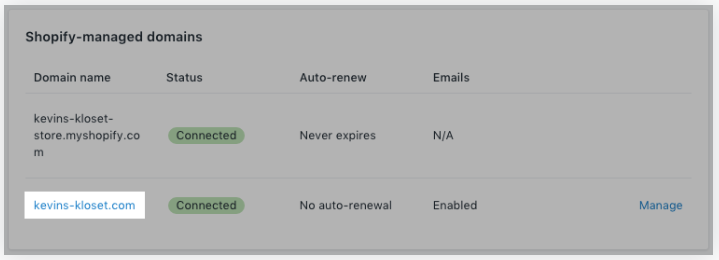 Shopify-managed domains
Domain name Status Auto-renew Emails
kevins-kloset-
store.myshopify.co
m
Connected Never expires N/A
kevins-kloset.com Connected No auto-renewal Enabled Manage